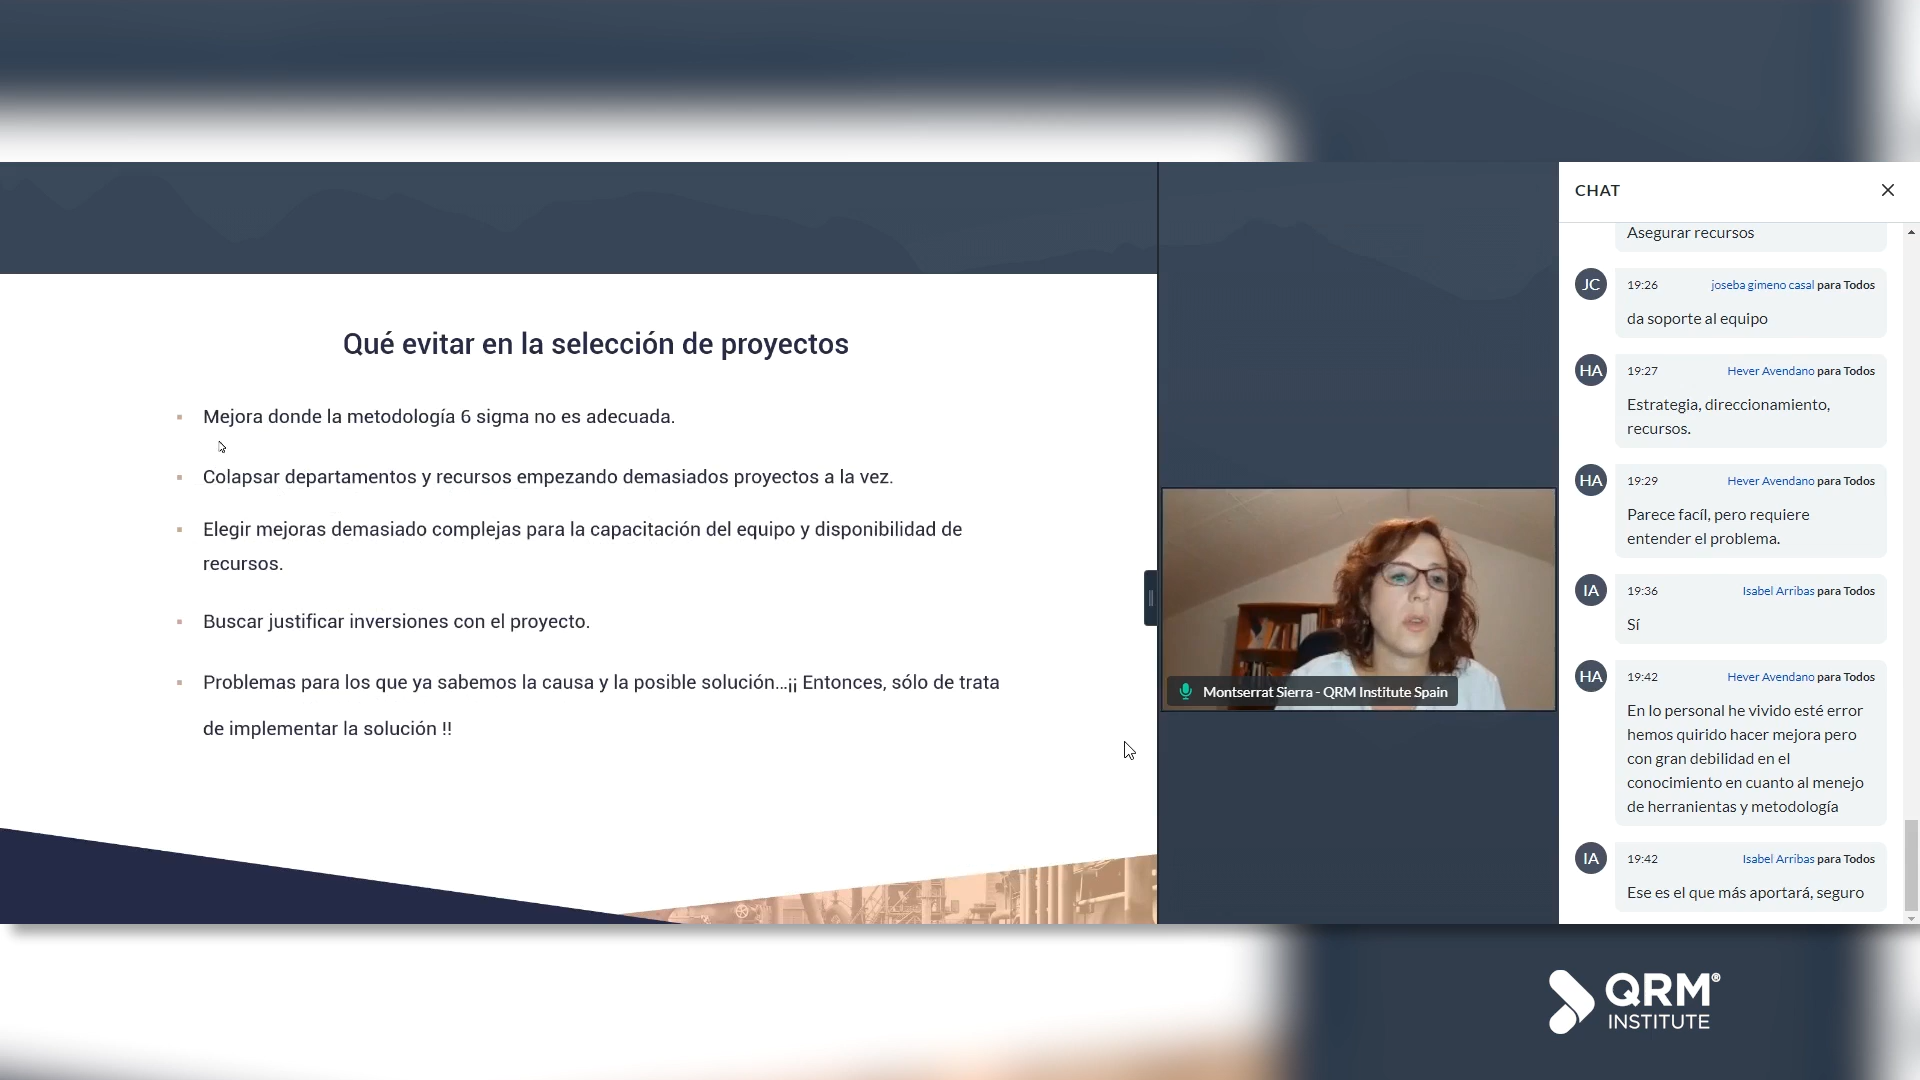 Qué evitar en la selección de proyectos
Mejora donde la metodología 6 sigma no es adecuada.
Colapsar departamentos y recursos empezando demasiados proyectos a la vez.
Elegir mejoras demasiado complejas para la capacitación del equipo y disponibilidad de
recursos.
Buscar justificar inversiones con el proyecto.
Problemas para los que ya sabemos la causa y la posible solución...¡¡ Entonces, sólo de trata
de implementar la solución !!
Montserrat Sierra - QRM Institute Spain
CHAT
Asegurar recursos
JC
19:26 joseba gimeno casal para Todos
da soporte al equipo
HA
19:27 Hever Avendano para Todos
Estrategia, direccionamiento,
recursos.
HA
19:29 Hever Avendano para Todos
Parece facíl, pero requiere
entender el problema.
IA
19:36 Isabel Arribas para Todos
Sí
HA
19:42 Hever Avendano para Todos
En lo personal he vivido esté error
hemos quirido hacer mejora pero
con gran debilidad en el
conocimiento en cuanto al menejo
de herranientas y metodología
IA
19:42 Isabel Arribas para Todos
Ese es el que más aportará, seguro
QRM®
INSTITUTE